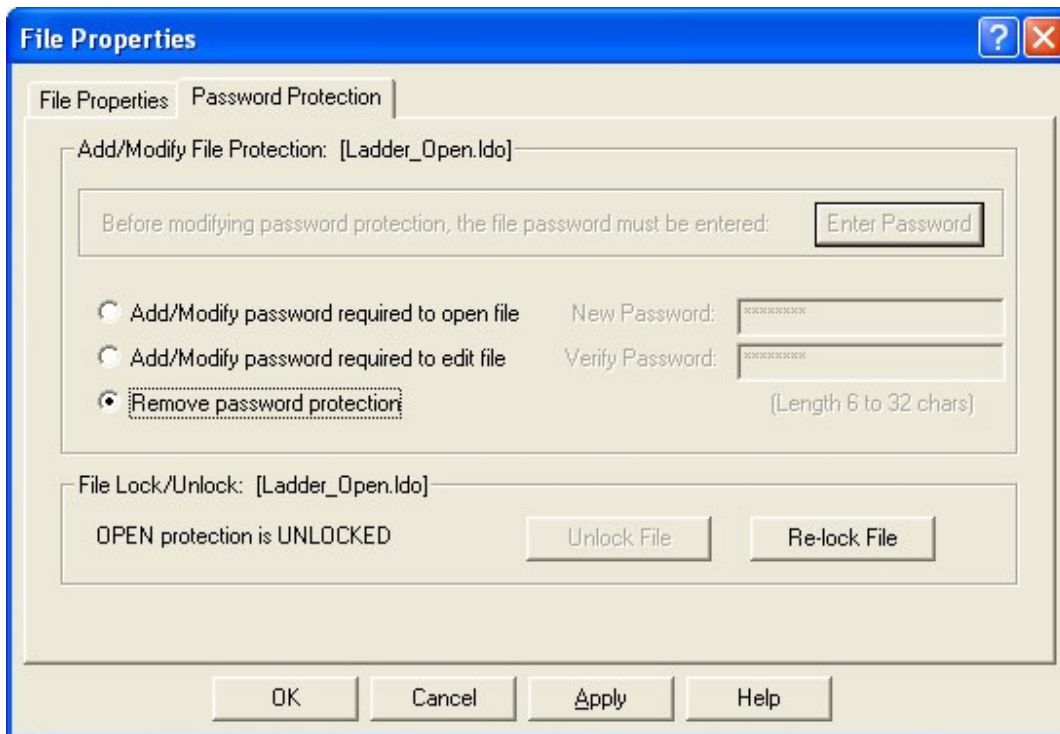 File Properties
File Properties Password Protection
Add/Modify File Protection: [Ladder_Open.ldo]
Before modifying password protection, the file password must be entered: Enter Password
Add/Modify password required to open file New Password: ********
Add/Modify password required to edit file Verify Password: ********
Remove password protection (Length 6 to 32 chars)
File Lock/Unlock: [Ladder_Open.ldo]
OPEN protection is UNLOCKED Unlock File Re-lock File
OK Cancel Apply Help